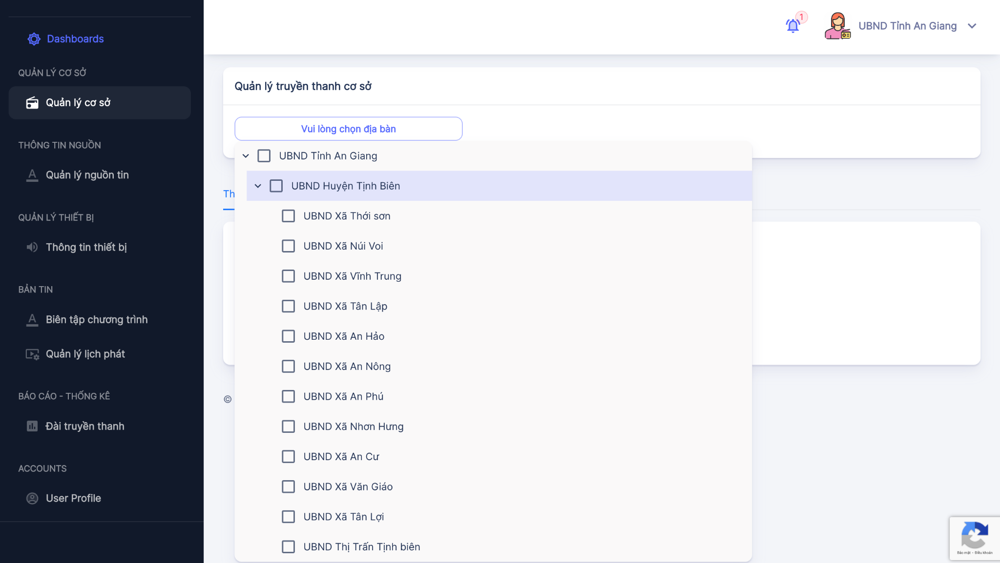 Dashboards
QUẢN LÝ CƠ SỞ
Quản lý cơ sở
THÔNG TIN NGUỒN
Quản lý nguồn tin
QUẢN LÝ THIẾT BỊ
Thông tin thiết bị
BẢN TIN
Biên tập chương trình
Quản lý lịch phát
BÁO CÁO - THỐNG KÊ
Đài truyền thanh
ACCOUNTS
User Profile
1
UBND Tỉnh An Giang
Quản lý truyền thanh cơ sở
Vui lòng chọn địa bàn
Th
UBND Tỉnh An Giang
UBND Huyện Tịnh Biên
UBND Xã Thới sơn
UBND Xã Núi Voi
UBND Xã Vĩnh Trung
UBND Xã Tân Lập
UBND Xã An Hảo
UBND Xã An Nông
UBND Xã An Phú
UBND Xã Nhơn Hưng
UBND Xã An Cư
UBND Xã Văn Giáo
UBND Xã Tân Lợi
UBND Thị Trấn Tịnh biên
©
Bảo mật - Điều khoản